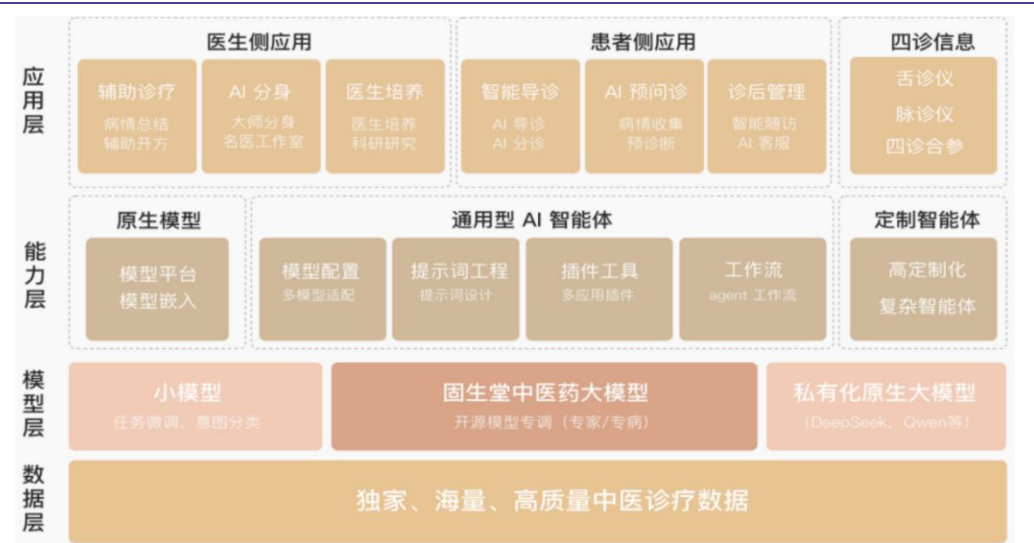 应用层
医生侧应用
辅助诊疗
病情总结
辅助开方
AI 分身
大师分身
名医工作室
医生培养
医生培养
科研研究
患者侧应用
智能导诊
AI 导诊
AI 分诊
AI 预问诊
病情收集
预诊断
诊后管理
智能随访
AI 客服
四诊信息
舌诊仪
脉诊仪
四诊合参
能力层
原生模型
模型平台
模型嵌入
通用型 AI 智能体
模型配置
多模型适配
提示词工程
提示词设计
插件工具
多应用插件
工作流
agent 工作流
定制智能体
高定制化
复杂智能体
模型层
小模型
任务微调，意图分类
固生堂中医药大模型
开源模型专调（专家/专病）
私有化原生大模型
（DeepSeek，Qwen等）
数据层
独家、海量、高质量中医诊疗数据